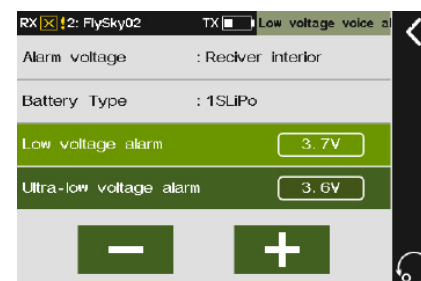 RX 2: FlySky02 TX Low voltage voice al
Alarm voltage : Reciver interior
Battery Type : 1SLiPo
Low voltage alarm 3.7V
Ultra-low voltage alarm 3.6V
− +